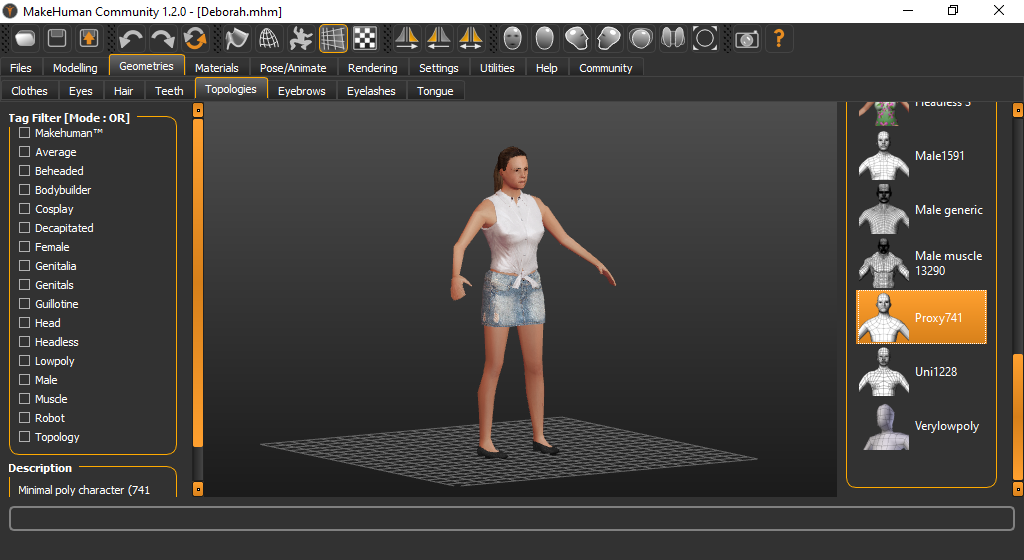 MakeHuman Community 1.2.0 - [Deborah.mhm]
Files Modelling Geometries Materials Pose/Animate Rendering Settings Utilities Help Community
Clothes Eyes Hair Teeth Topologies Eyebrows Eyelashes Tongue
Tag Filter [Mode : OR]
Makehuman™
Average
Beheaded
Bodybuilder
Cosplay
Decapitated
Female
Genitalia
Genitals
Guillotine
Head
Headless
Lowpoly
Male
Muscle
Robot
Topology
Description
Minimal poly character (741
Headless 3
Male1591
Male generic
Male muscle
13290
Proxy741
Uni1228
Verylowpoly